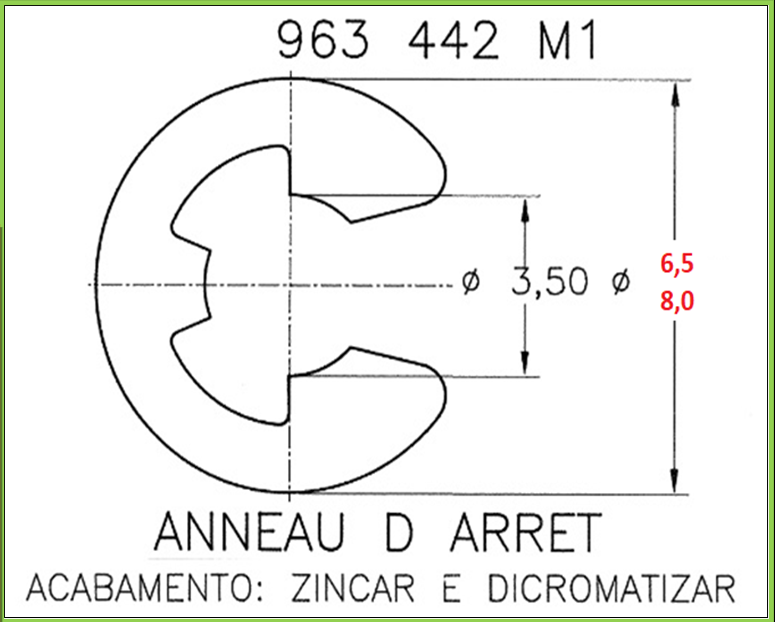 963 442 M1
ø 3,50 ø
6,5
8,0
ANNEAU D ARRET
ACABAMENTO: ZINCAR E DICROMATIZAR